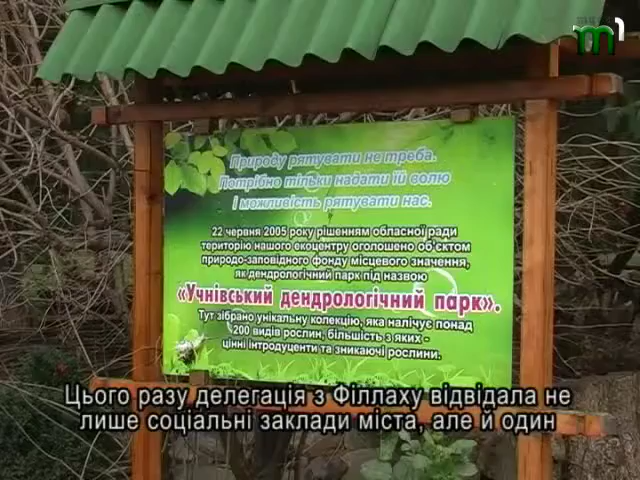 m1
Природу рятувати не треба.
Потрібно тільки надати їй волю
і можливість рятувати нас.
22 червня 2005 року рішенням обласної ради
територію нашого екоцентру оголошено об'єктом
природо-заповідного фонду місцевого значення,
як дендрологічний парк під назвою
«Учнівський дендрологічний парк».
Тут зібрано унікальну колекцію, яка налічує понад
200 видів рослин, більшість з яких -
цінні інтродуценти та зникаючі рослини.
Цього разу делегація з Філлаху відвідала не
лише соціальні заклади міста, але й один